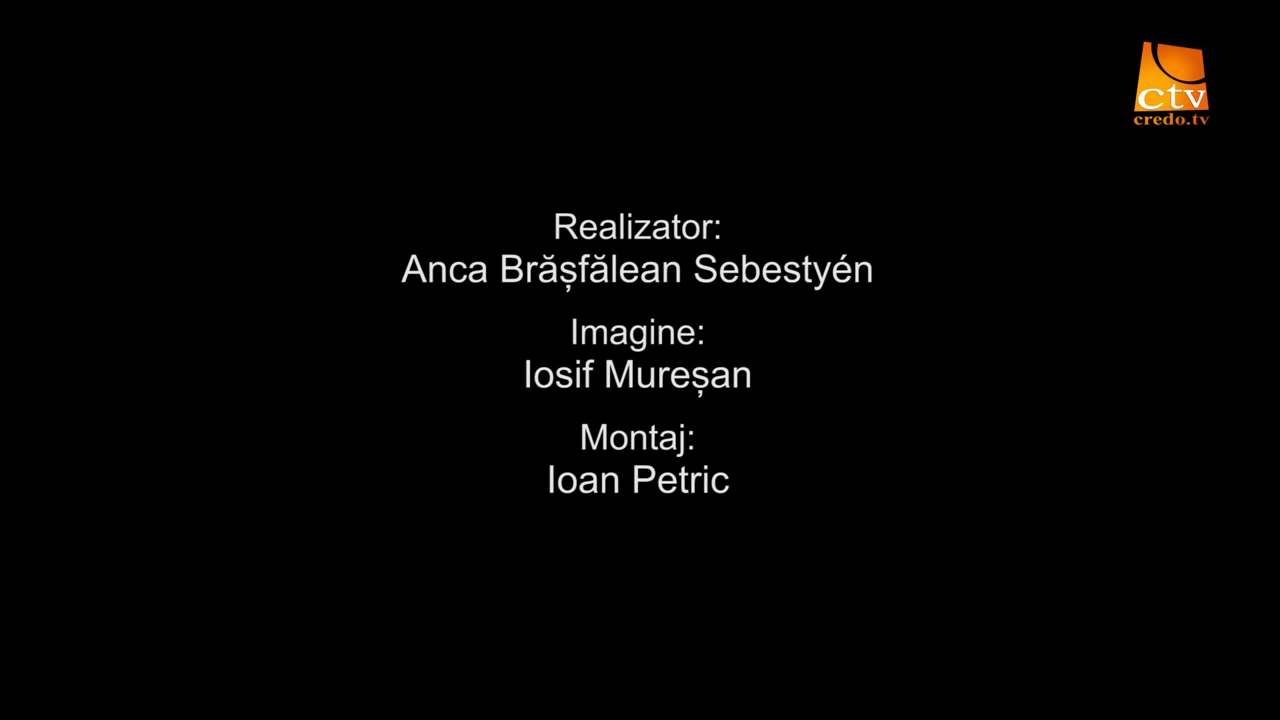 ctv
credo.tv
Realizator:
Anca Brășfălean Sebestyén
Imagine:
Iosif Mureșan
Montaj:
Ioan Petric